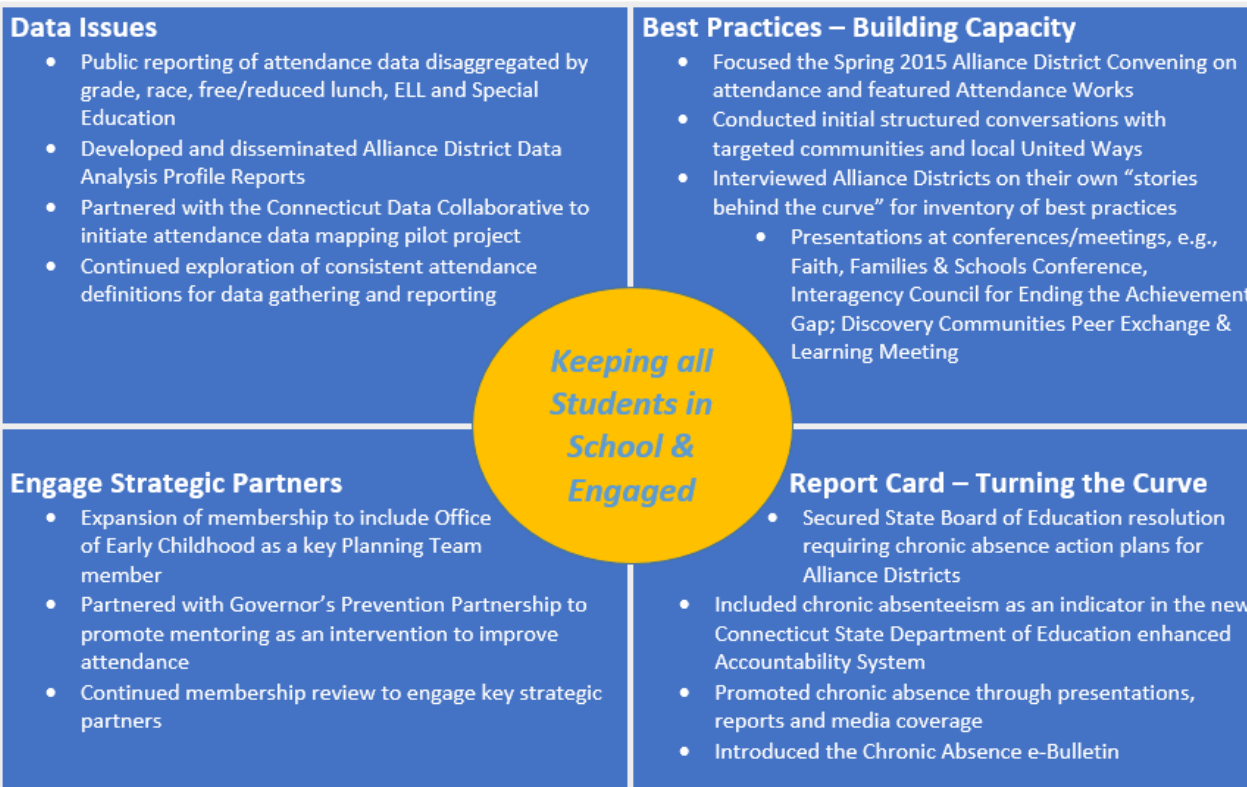 Data Issues
• Public reporting of attendance data disaggregated by
grade, race, free/reduced lunch, ELL and Special
Education
• Developed and disseminated Alliance District Data
Analysis Profile Reports
• Partnered with the Connecticut Data Collaborative to
initiate attendance data mapping pilot project
• Continued exploration of consistent attendance
definitions for data gathering and reporting
Best Practices – Building Capacity
• Focused the Spring 2015 Alliance District Convening on
attendance and featured Attendance Works
• Conducted initial structured conversations with
targeted communities and local United Ways
• Interviewed Alliance Districts on their own “stories
behind the curve” for inventory of best practices
• Presentations at conferences/meetings, e.g.,
Faith, Families & Schools Conference,
Interagency Council for Ending the Achievement
Gap; Discovery Communities Peer Exchange &
Learning Meeting
Keeping all
Students in
School &
Engaged
Engage Strategic Partners
• Expansion of membership to include Office
of Early Childhood as a key Planning Team
member
• Partnered with Governor’s Prevention Partnership to
promote mentoring as an intervention to improve
attendance
• Continued membership review to engage key strategic
partners
Report Card – Turning the Curve
• Secured State Board of Education resolution
requiring chronic absence action plans for
Alliance Districts
• Included chronic absenteeism as an indicator in the new
Connecticut State Department of Education enhanced
Accountability System
• Promoted chronic absence through presentations,
reports and media coverage
• Introduced the Chronic Absence e-Bulletin